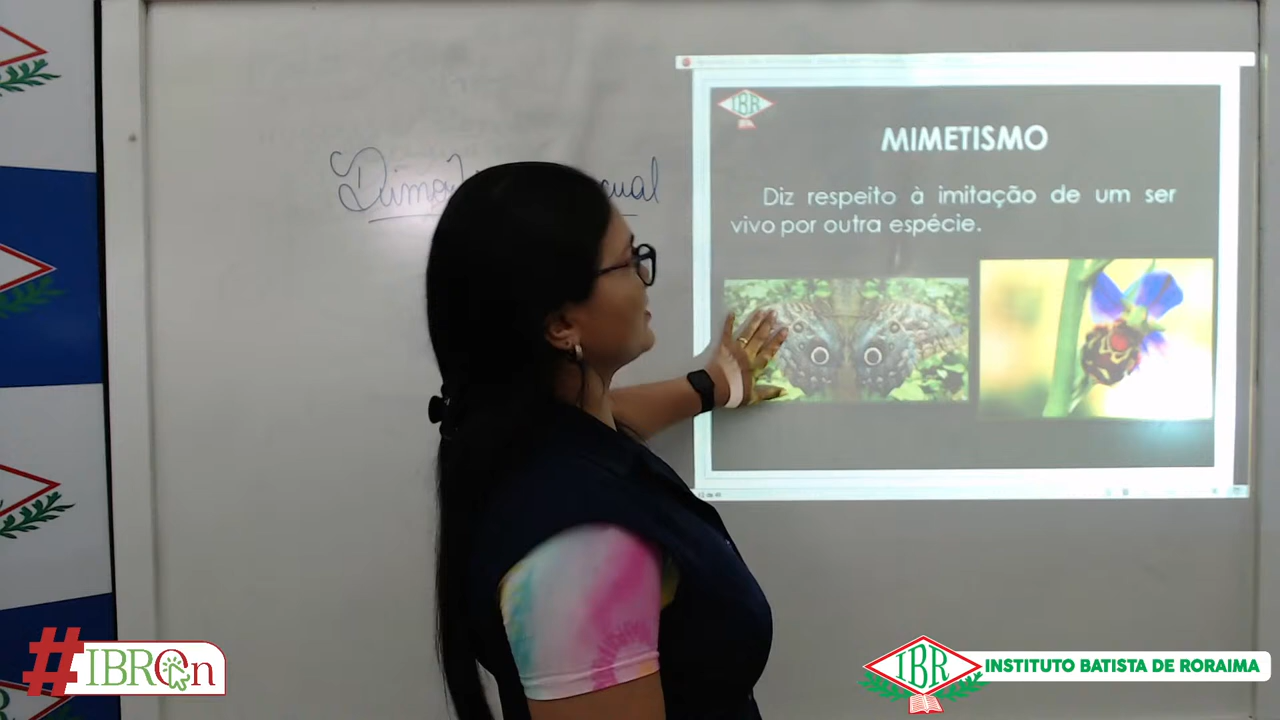 IBR
MIMETISMO
Diz respeito à imitação de um ser
vivo por outra espécie.
#IBROn
IBR
INSTITUTO BATISTA DE RORAIMA